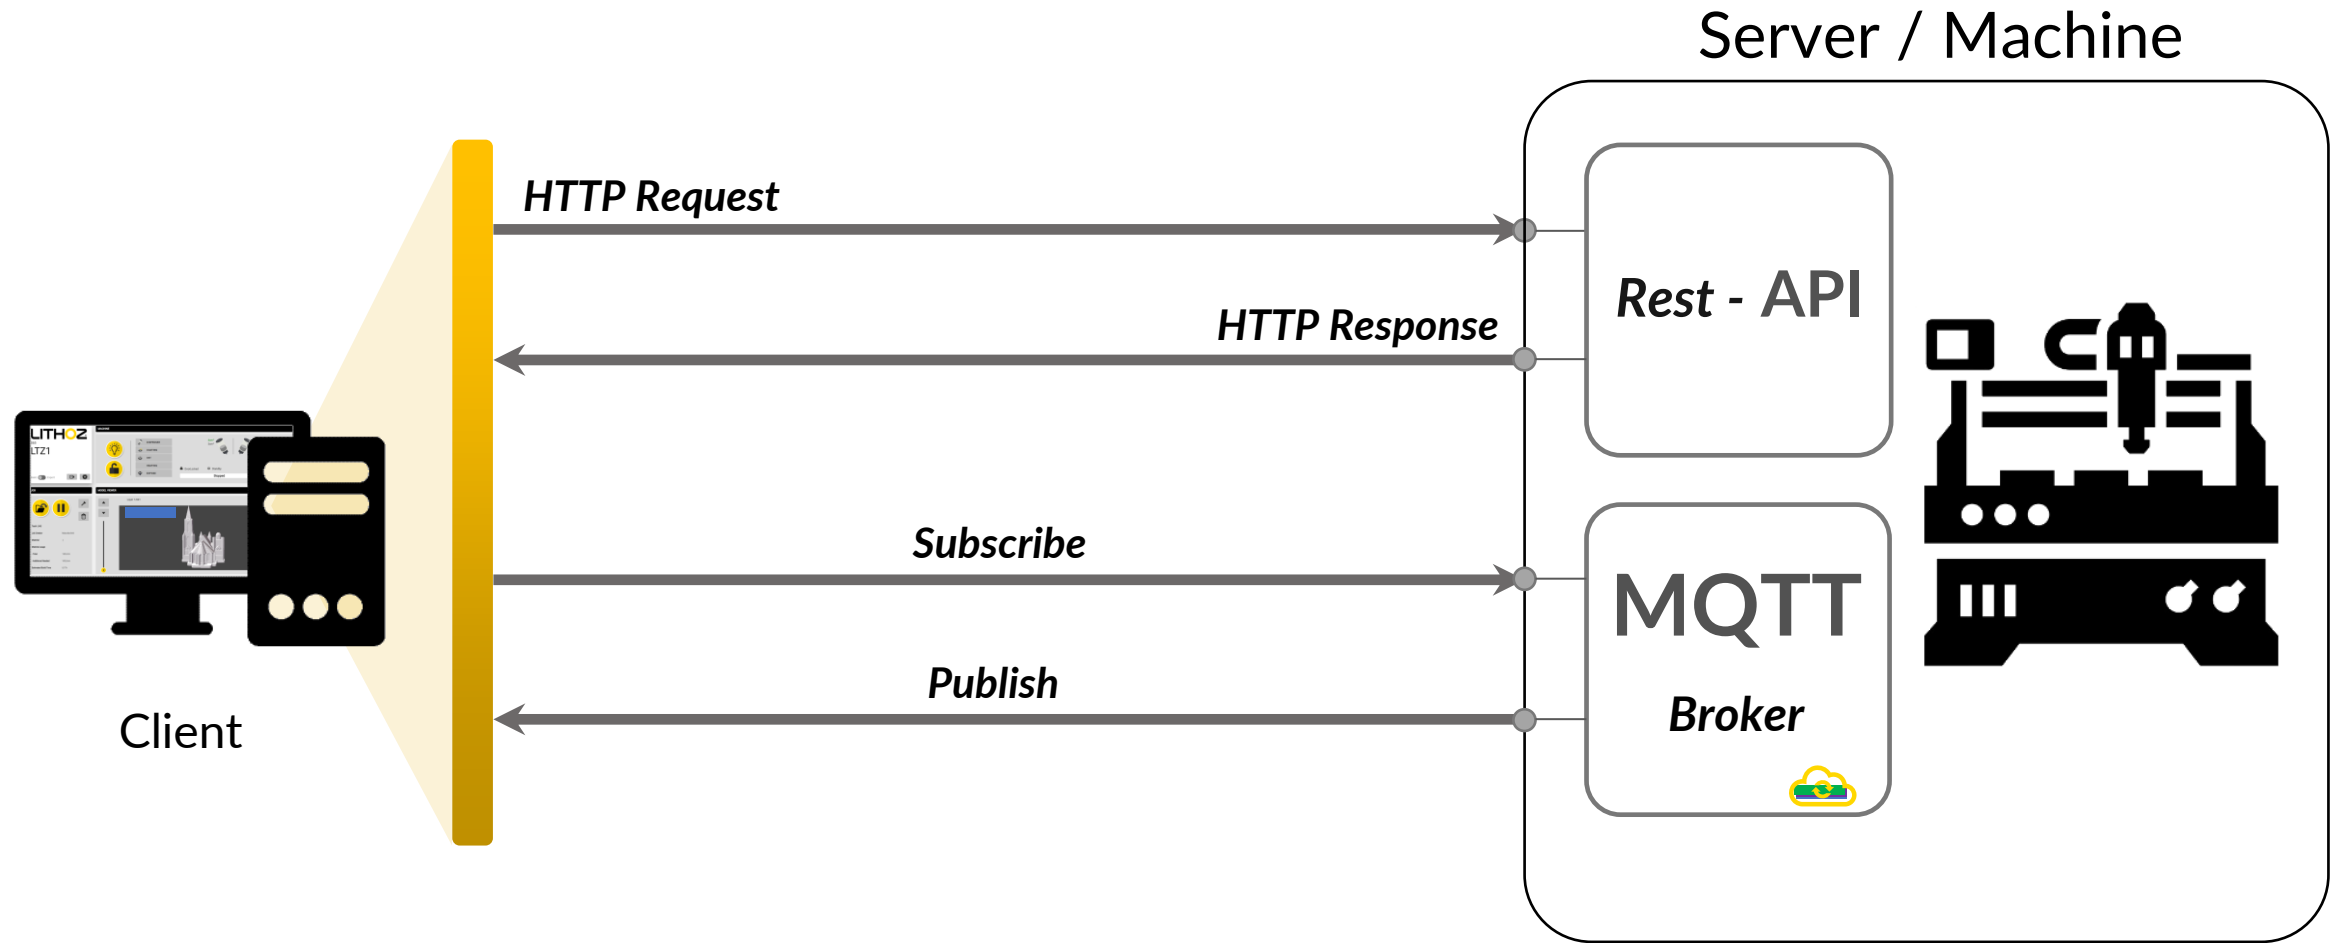 Server / Machine
HTTP Request
Rest - API
HTTP Response
LITHOZ
LTZ1
Subscribe
MQTT
Publish
Broker
Client